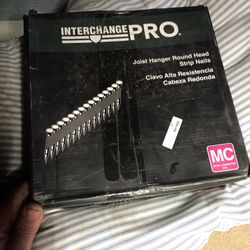 INTERCHANGE PRO.
Joist Hanger Round Head
Strip Nails
Clavo Alta Resistencia
Cabeza Redonda
MC